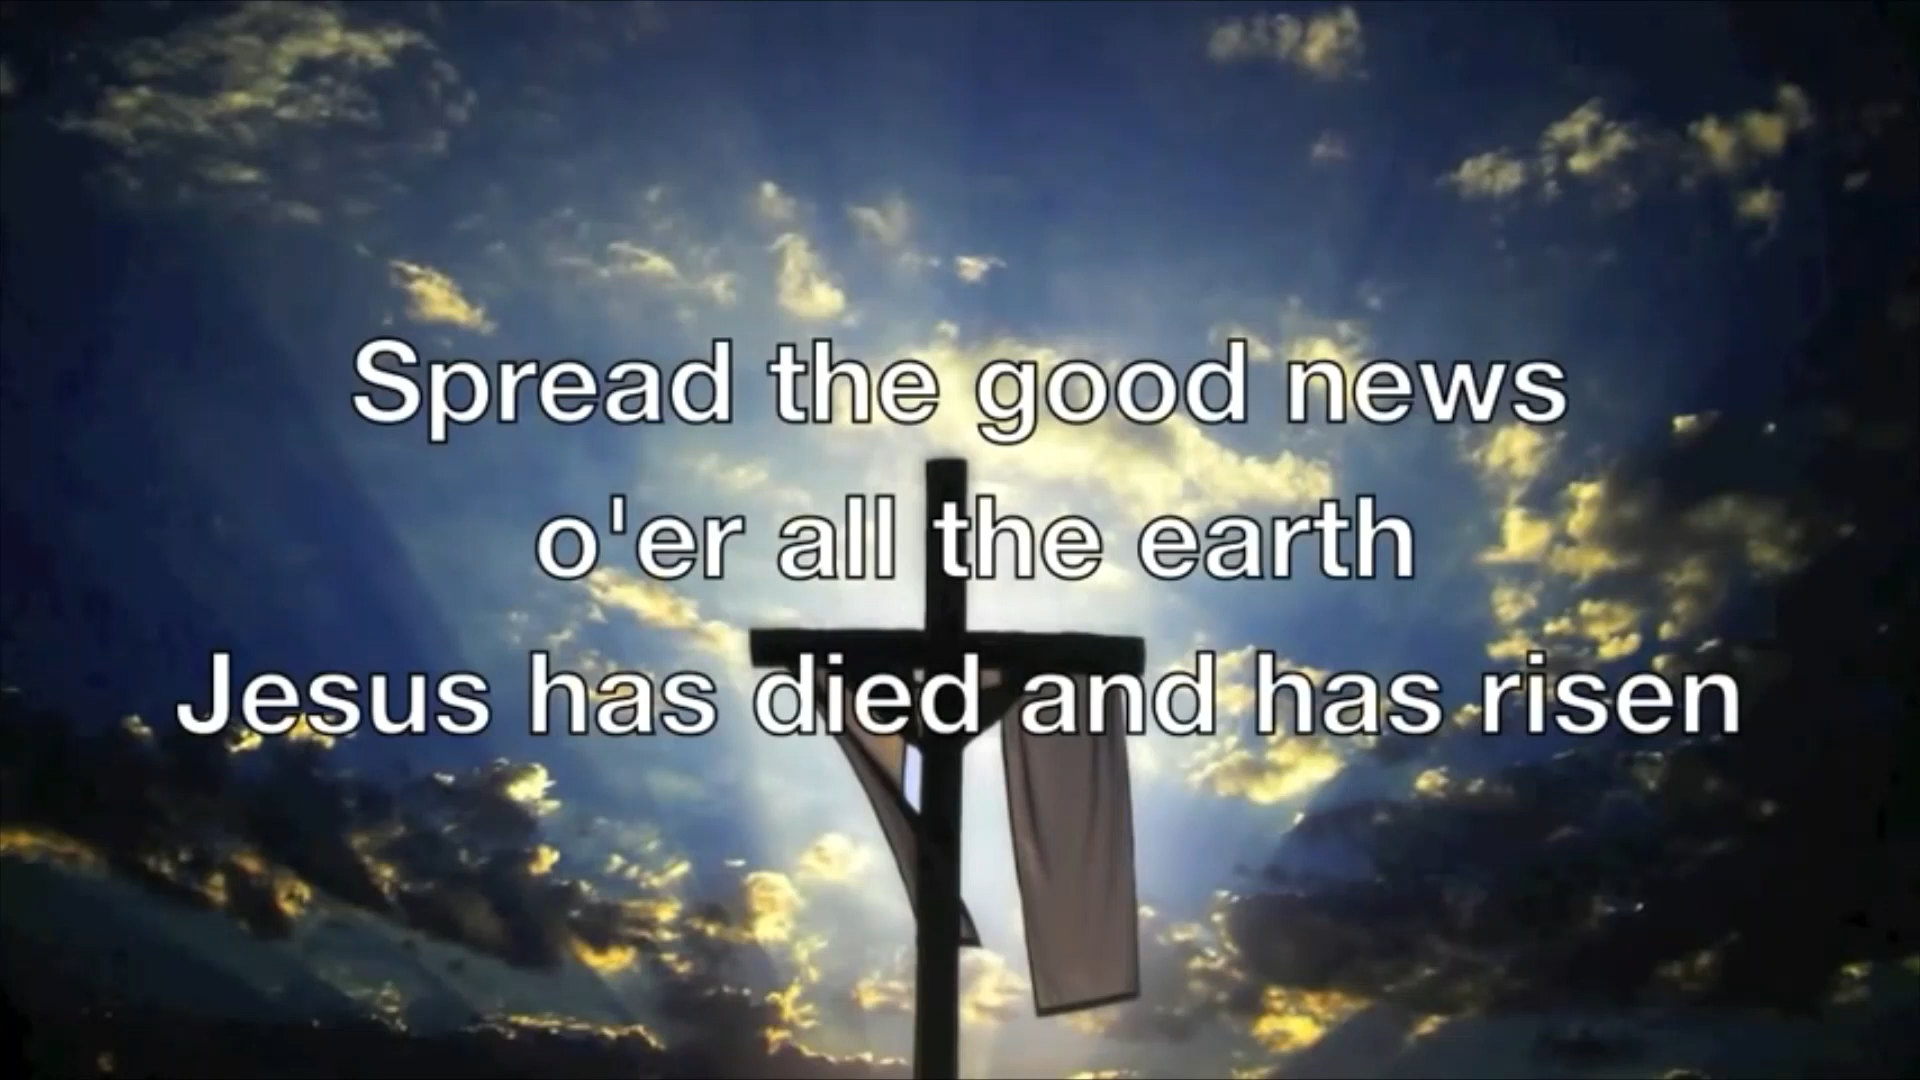 Spread the good news
o'er all the earth
Jesus has died and has risen